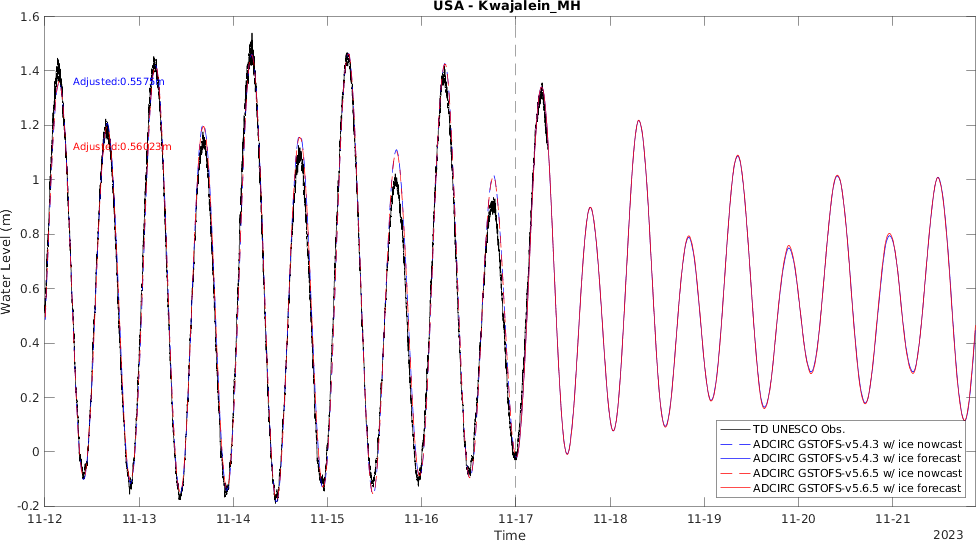 USA - Kwajalein_MH
1.6
1.4
1.2
1
0.8
0.6
0.4
0.2
0
-0.2
Water Level (m)
Adjusted:0.5575m
Adjusted:0.56023m
TD UNESCO Obs.
ADCIRC GSTOFS-v5.4.3 w/ ice nowcast
ADCIRC GSTOFS-v5.4.3 w/ ice forecast
ADCIRC GSTOFS-v5.6.5 w/ ice nowcast
ADCIRC GSTOFS-v5.6.5 w/ ice forecast
11-12 11-13 11-14 11-15 11-16 11-17 11-18 11-19 11-20 11-21
Time
2023